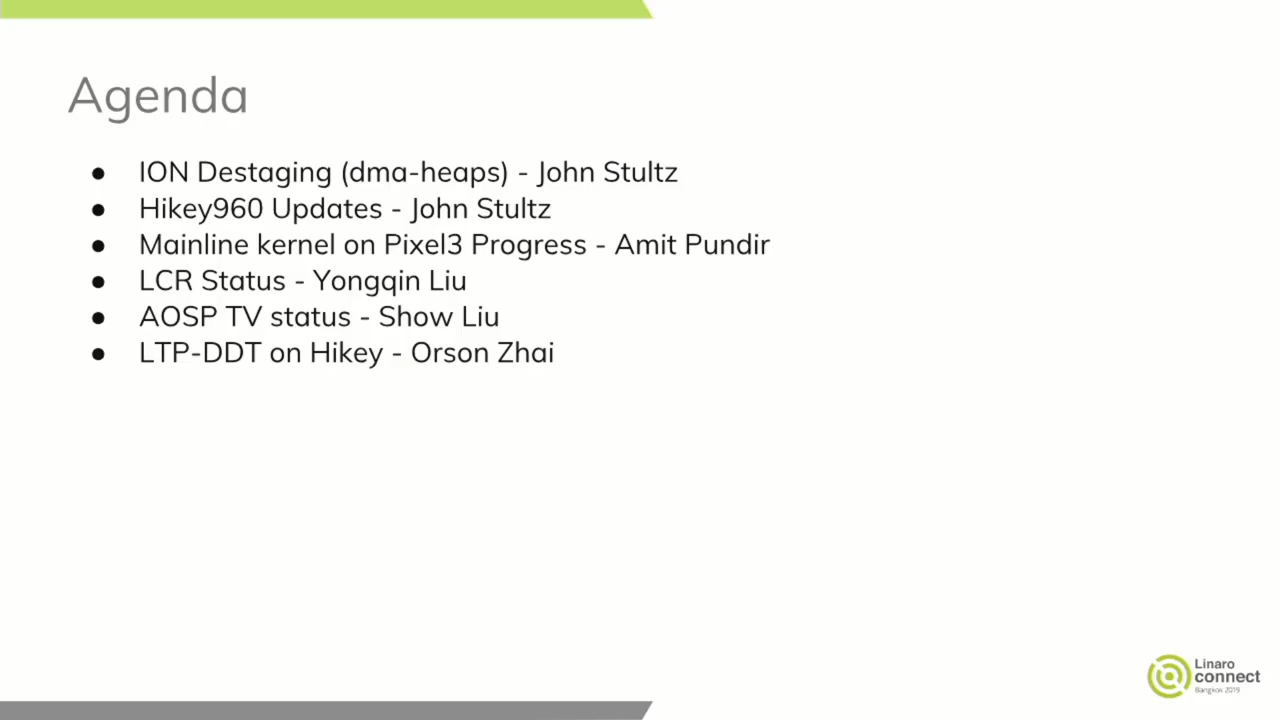 Agenda
● ION Destaging (dma-heaps) - John Stultz
● Hikey960 Updates - John Stultz
● Mainline kernel on Pixel3 Progress - Amit Pundir
● LCR Status - Yongqin Liu
● AOSP TV status - Show Liu
● LTP-DDT on Hikey - Orson Zhai
Linaro
connect
Bangkok 2019